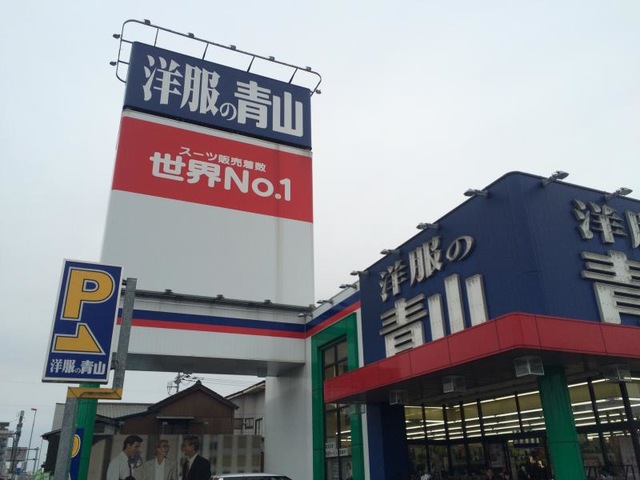 洋服の青山
スーツ販売着数
世界No.1
P
洋服の青山
洋服の
青山
洋服
青